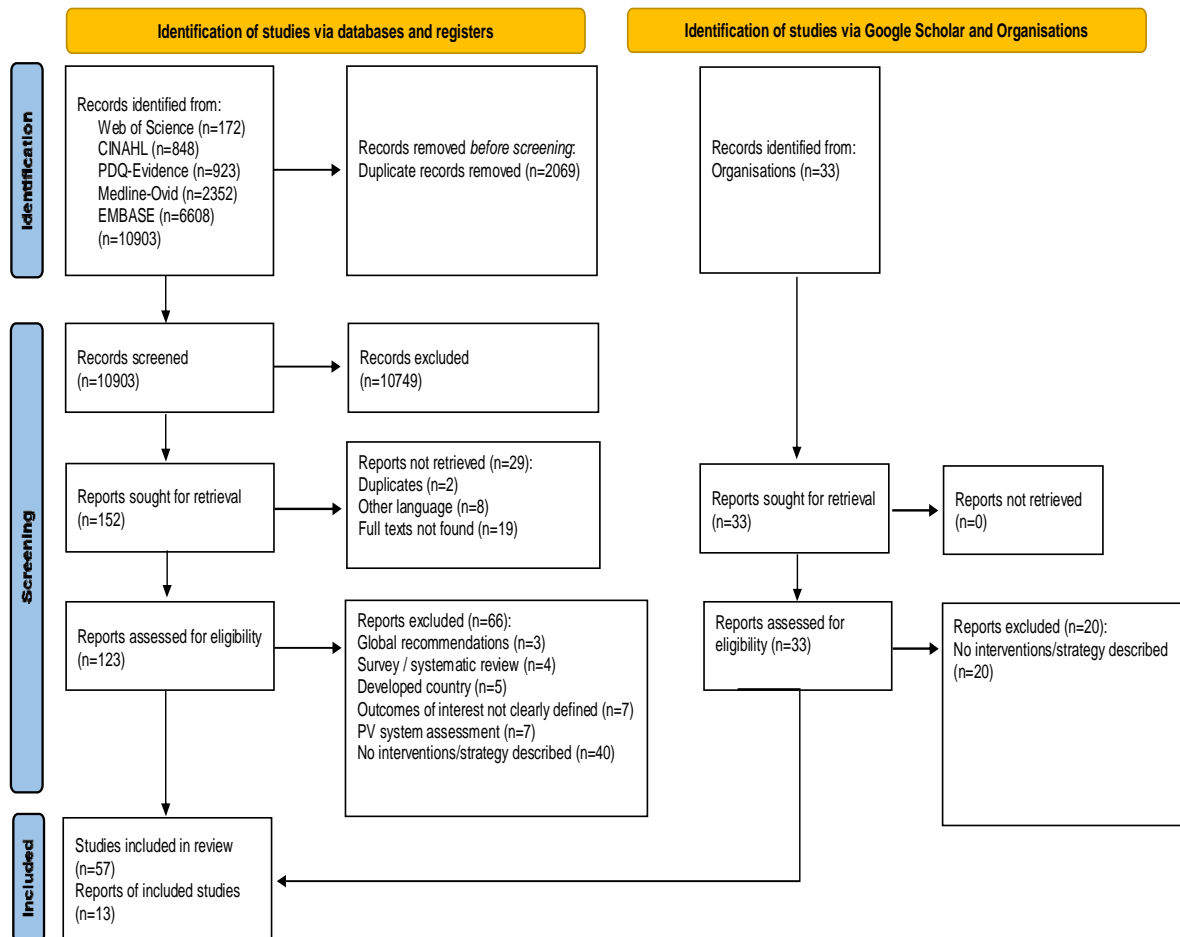 Identification of studies via databases and registers
Identification of studies via Google Scholar and Organisations
Identification
Records identified from:
Web of Science (n=172)
CINAHL (n=848)
PDQ-Evidence (n=923)
Medline-Ovid (n=2352)
EMBASE (n=6608)
(n=10903)
Records removed before screening:
Duplicate records removed (n=2069)
Records identified from:
Organisations (n=33)
Screening
Records screened
(n=10903)
Records excluded
(n=10749)
Reports sought for retrieval
(n=152)
Reports not retrieved (n=29):
Duplicates (n=2)
Other language (n=8)
Full texts not found (n=19)
Reports sought for retrieval
(n=33)
Reports not retrieved
(n=0)
Reports assessed for eligibility
(n=123)
Reports excluded (n=66):
Global recommendations (n=3)
Survey / systematic review (n=4)
Developed country (n=5)
Outcomes of interest not clearly defined (n=7)
PV system assessment (n=7)
No interventions/strategy described (n=40)
Reports assessed for
eligibility (n=33)
Reports excluded (n=20):
No interventions/strategy described
(n=20)
Included
Studies included in review
(n=57)
Reports of included studies
(n=13)